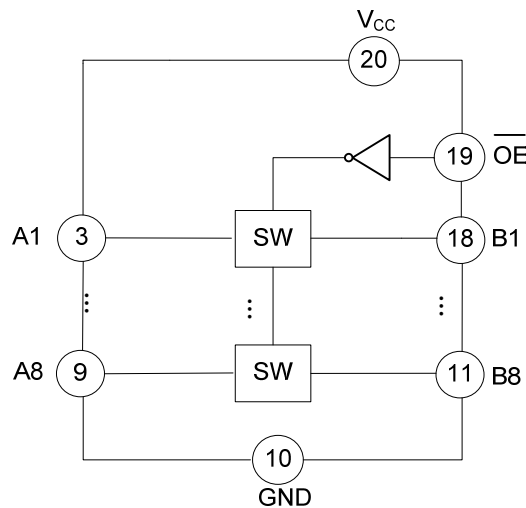 VCC
20
19 OE
A1 3 SW 18 B1
... ... ...
A8 9 SW 11 B8
10
GND